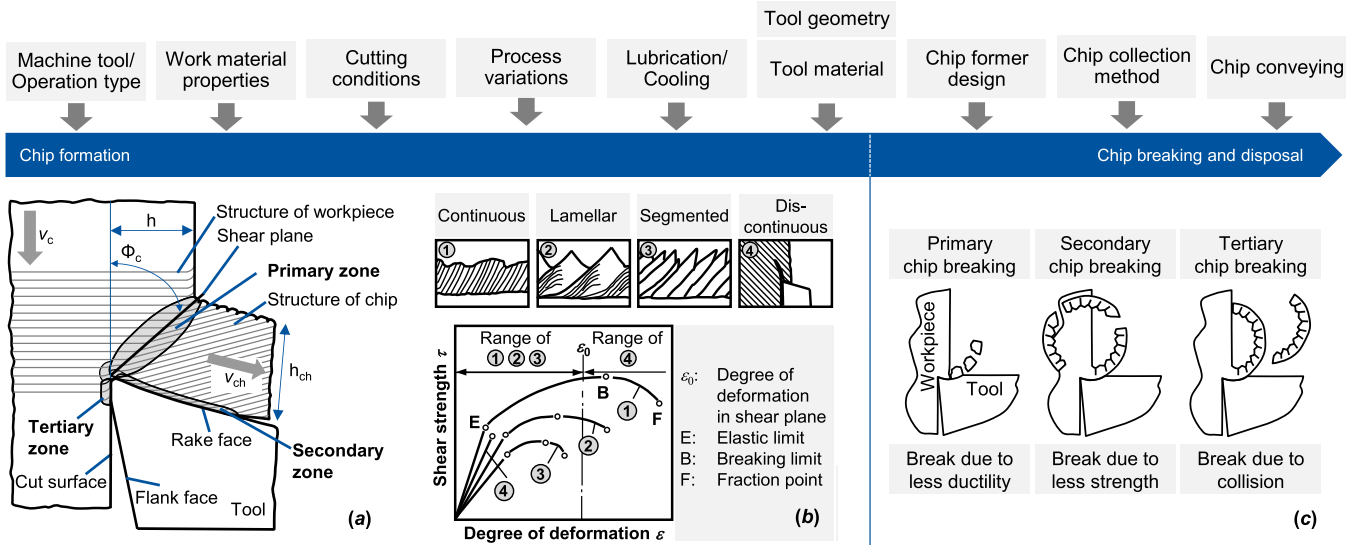 Tool geometry
Machine tool/
Operation type
Work material
properties
Cutting
conditions
Process
variations
Lubrication/
Cooling
Tool material
Chip former
design
Chip collection
method
Chip conveying
Chip formation
Chip breaking and disposal
v_c
h
Φ_c
Structure of workpiece
Shear plane
Primary zone
Structure of chip
v_ch
h_ch
Tertiary
zone
Rake face
Secondary
zone
Cut surface
Flank face
Tool
(a)
Continuous
Lamellar
Segmented
Dis-
continuous
1
2
3
4
Range of
1 2 3
ε₀
Range of
4
Shear strength τ
E
B
F
1
2
3
4
Degree of deformation ε
ε₀: Degree of
deformation
in shear plane
E: Elastic limit
B: Breaking limit
F: Fraction point
(b)
Primary
chip breaking
Secondary
chip breaking
Tertiary
chip breaking
Workpiece
Tool
Break due to
less ductility
Break due to
less strength
Break due to
collision
(c)